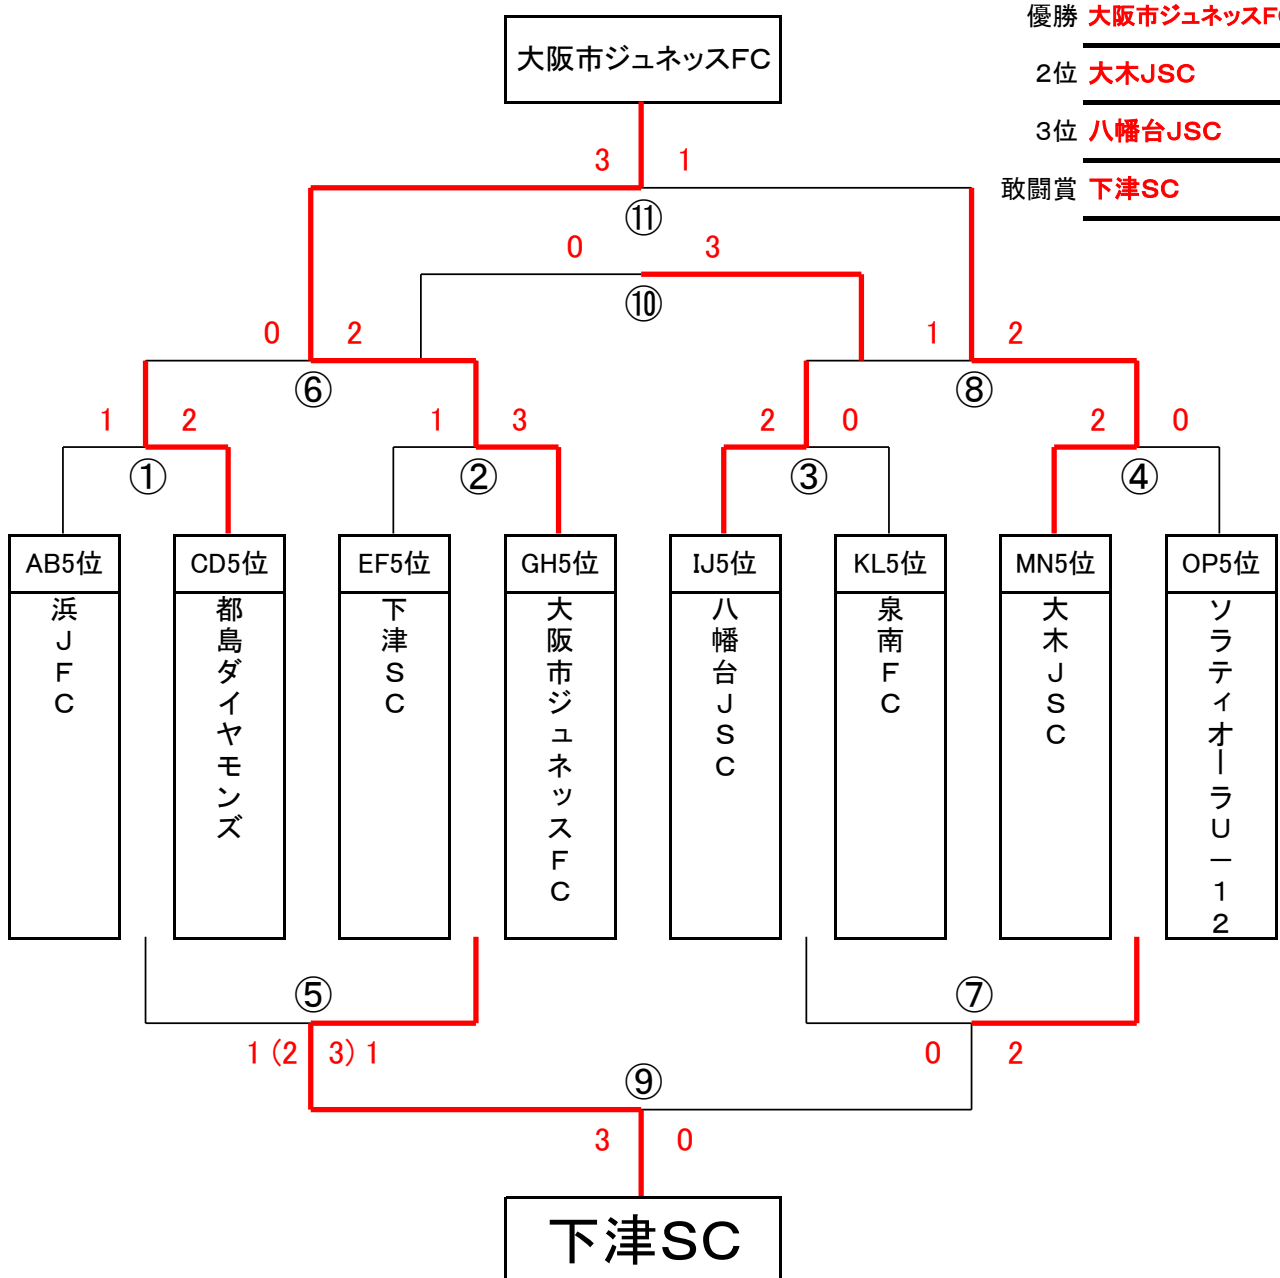 優勝 大阪市ジュネッスFC
2位 大木JSC
3位 八幡台JSC
敢闘賞 下津SC
大阪市ジュネッスFC
3 1
⑪
0 3
⑩
0 2 1 2
⑥ ⑧
1 2 1 3 2 0 2 0
① ② ③ ④
AB5位 CD5位 EF5位 GH5位 IJ5位 KL5位 MN5位 OP5位
浜JFC
都島ダイヤモンズ
下津SC
大阪市ジュネッスFC
八幡台JSC
泉南FC
大木JSC
ソラティオーラU－12
⑤ ⑦
1 (2 3) 1 0 2
⑨
3 0
下津SC